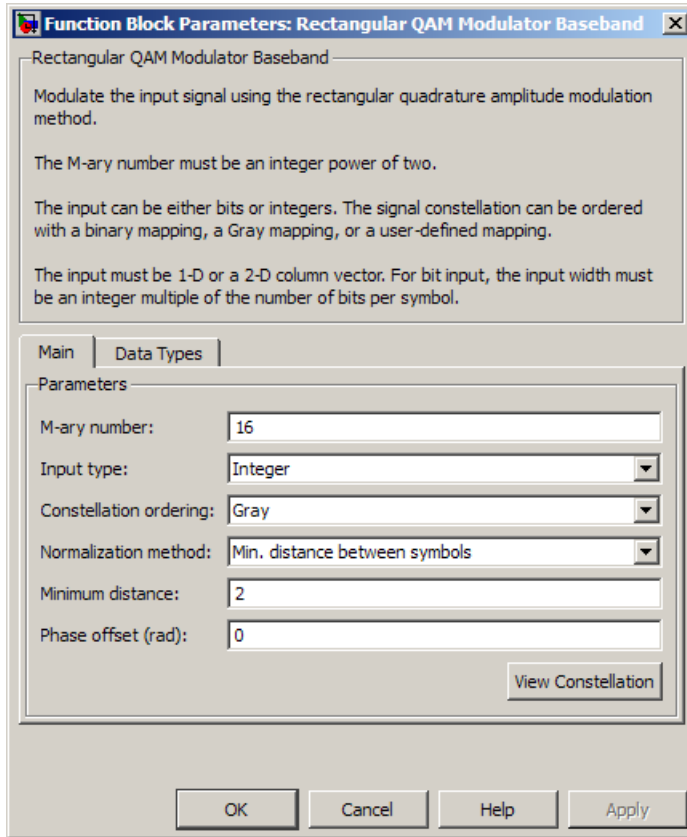 Function Block Parameters: Rectangular QAM Modulator Baseband
Rectangular QAM Modulator Baseband
Modulate the input signal using the rectangular quadrature amplitude modulation
method.
The M-ary number must be an integer power of two.
The input can be either bits or integers. The signal constellation can be ordered
with a binary mapping, a Gray mapping, or a user-defined mapping.
The input must be 1-D or a 2-D column vector. For bit input, the input width must
be an integer multiple of the number of bits per symbol.
Main Data Types
Parameters
M-ary number: 16
Input type: Integer
Constellation ordering: Gray
Normalization method: Min. distance between symbols
Minimum distance: 2
Phase offset (rad): 0
View Constellation
OK Cancel Help Apply